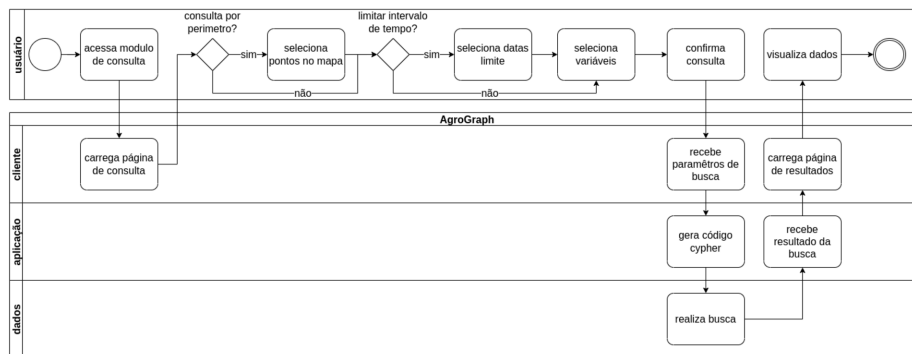 usuário
acessa modulo
de consulta
consulta por
perimetro?
sim
seleciona
pontos no mapa
não
limitar intervalo
de tempo?
sim
seleciona datas
limite
não
seleciona
variáveis
confirma
consulta
visualiza dados
AgroGraph
cliente
carrega página
de consulta
recebe
paramêtros de
busca
carrega página
de resultados
aplicação
gera código
cypher
recebe
resultado da
busca
dados
realiza busca